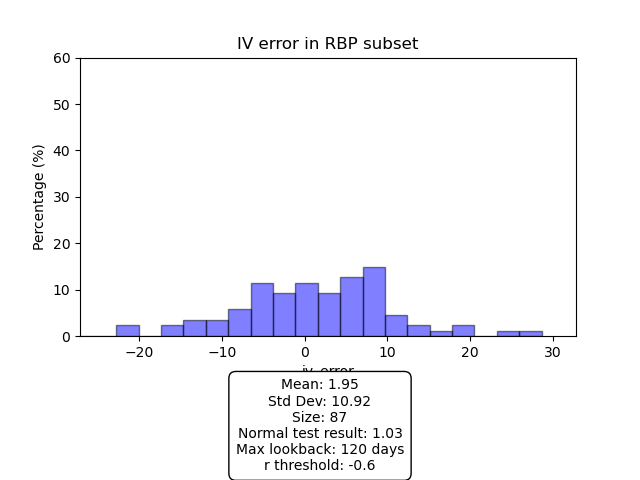 IV error in RBP subset
60
50
40
30
20
10
0
Percentage (%)
−20 −10 0 10 20 30
iv_error
Mean: 1.95
Std Dev: 10.92
Size: 87
Normal test result: 1.03
Max lookback: 120 days
r threshold: -0.6